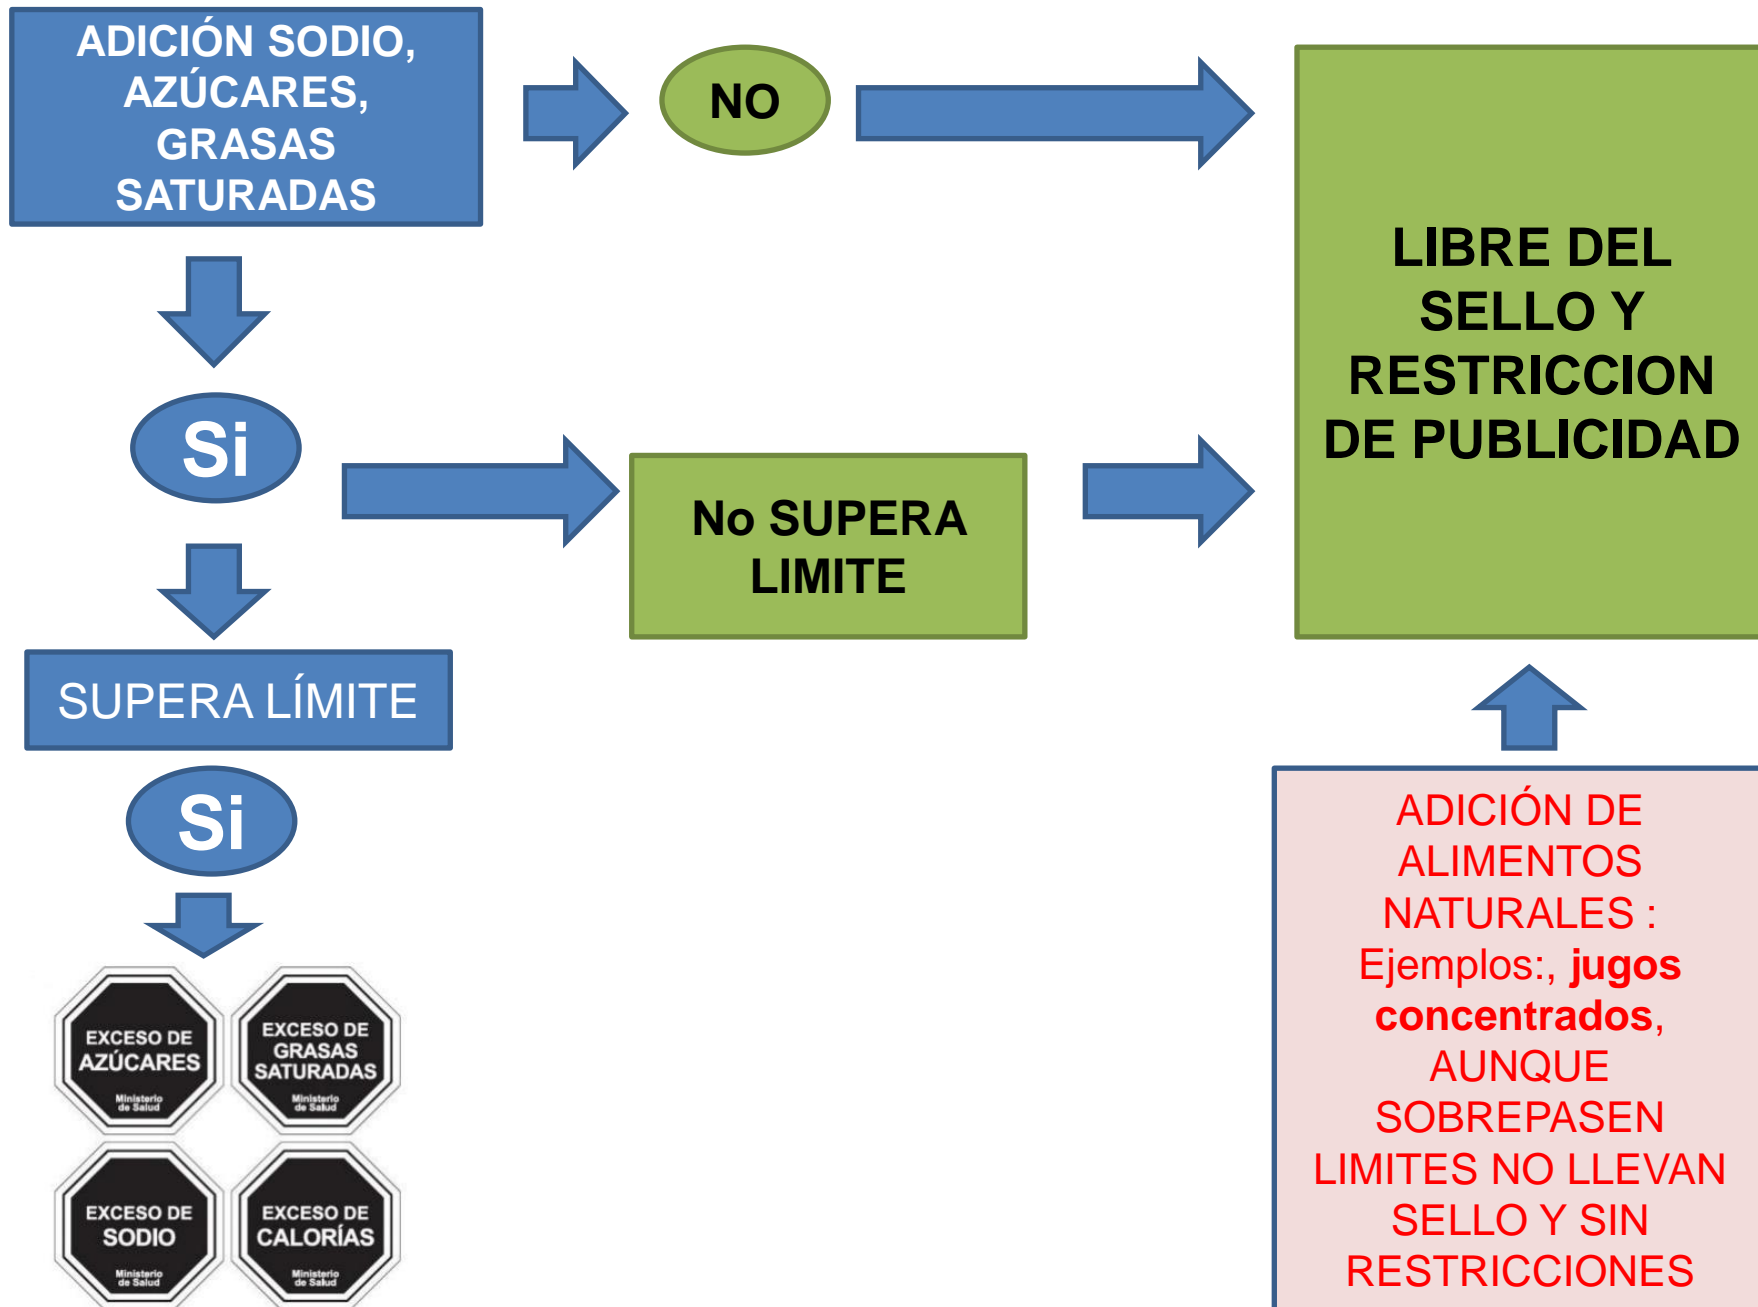 ADICIÓN SODIO,
AZÚCARES,
GRASAS
SATURADAS
NO
LIBRE DEL
SELLO Y
RESTRICCION
DE PUBLICIDAD
Si
No SUPERA
LIMITE
SUPERA LÍMITE
Si
EXCESO DE
AZÚCARES
Ministerio
de Salud
EXCESO DE
GRASAS
SATURADAS
Ministerio
de Salud
EXCESO DE
SODIO
Ministerio
de Salud
EXCESO DE
CALORÍAS
Ministerio
de Salud
ADICIÓN DE
ALIMENTOS
NATURALES :
Ejemplos:, jugos
concentrados,
AUNQUE
SOBREPASEN
LIMITES NO LLEVAN
SELLO Y SIN
RESTRICCIONES